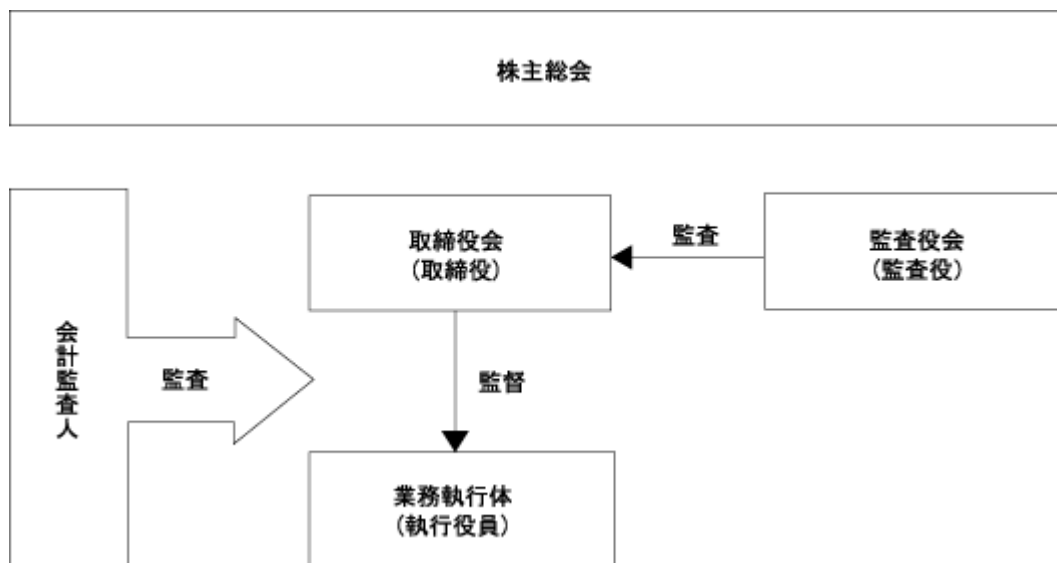 株主総会
取締役会
(取締役)
監査
監査役会
(監査役)
会計監査人
監査
監督
業務執行体
(執行役員)